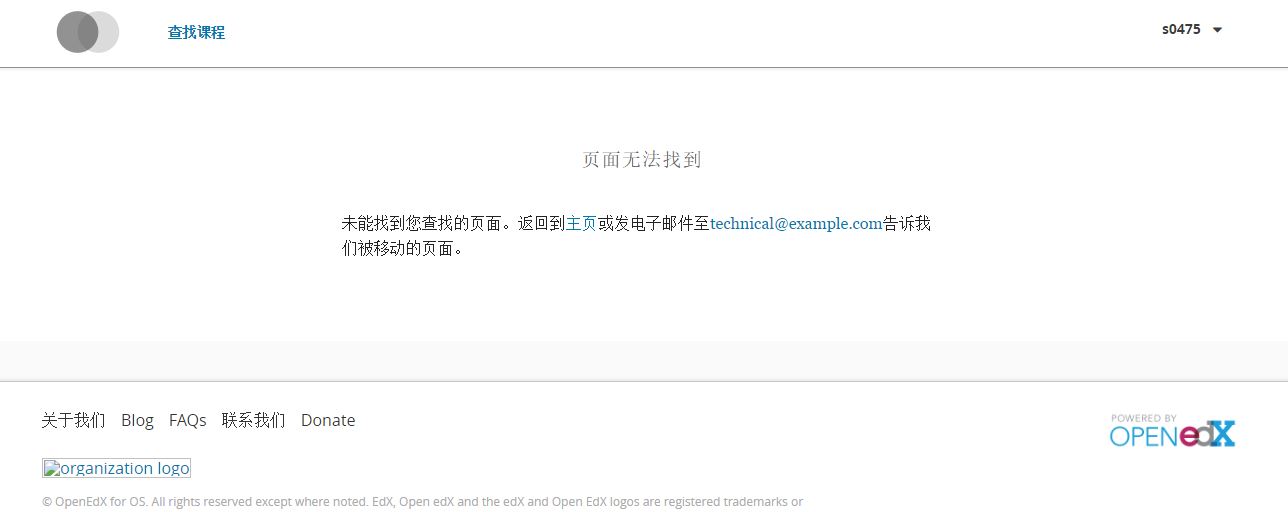 查找课程
s0475
页面无法找到
未能找到您查找的页面。返回到主页或发电子邮件至technical@example.com告诉我
们被移动的页面。
关于我们 Blog FAQs 联系我们 Donate
POWERED BY
OPEN edX
organization logo
© OpenEdX for OS. All rights reserved except where noted. EdX, Open edX and the edX and Open EdX logos are registered trademarks or